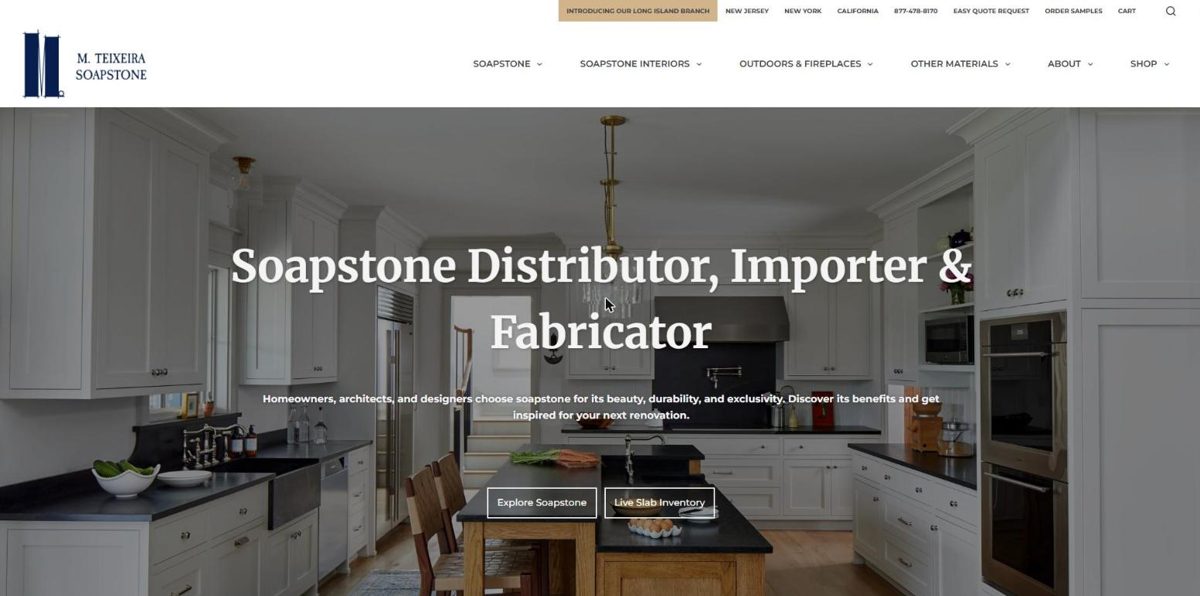 INTRODUCING OUR LONG ISLAND BRANCH
NEW JERSEY
NEW YORK
CALIFORNIA
877-478-8170
EASY QUOTE REQUEST
ORDER SAMPLES
CART
M. TEIXEIRA
SOAPSTONE
SOAPSTONE
SOAPSTONE INTERIORS
OUTDOORS & FIREPLACES
OTHER MATERIALS
ABOUT
SHOP
Soapstone Distributor, Importer &
Fabricator
Homeowners, architects, and designers choose soapstone for its beauty, durability, and exclusivity. Discover its benefits and get
inspired for your next renovation.
Explore Soapstone
Live Slab Inventory